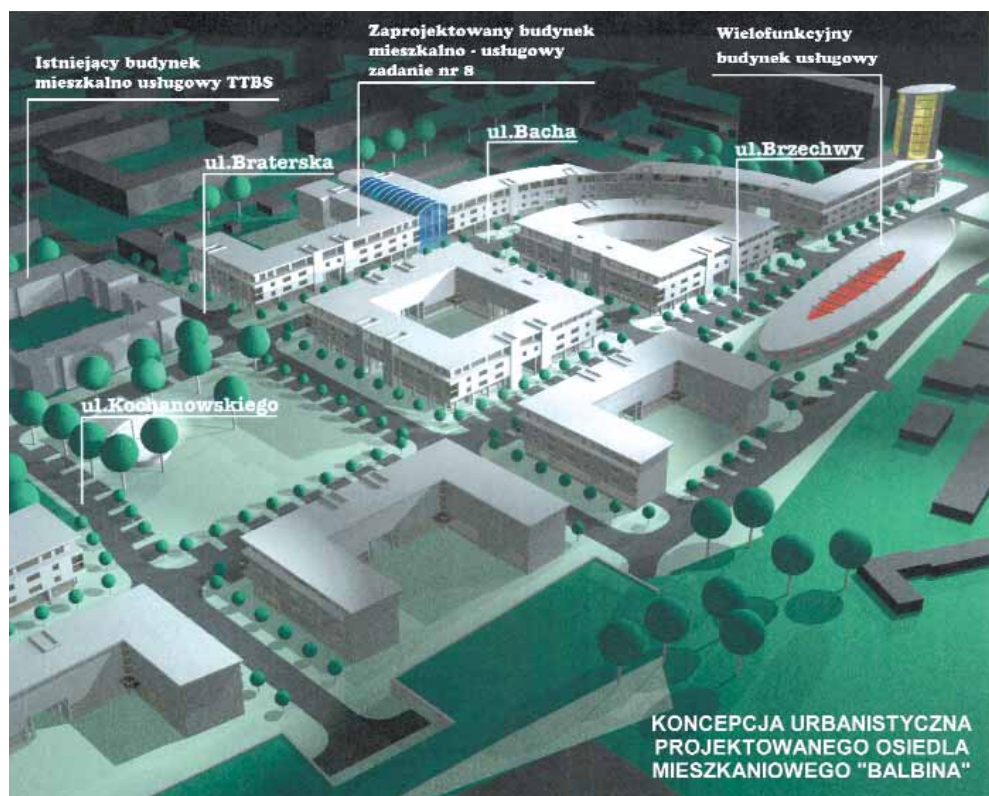 Istniejący budynek
mieszkalno usługowy TTBS
Zaprojektowany budynek
mieszkalno - usługowy
zadanie nr 8
Wielofunkcyjny
budynek usługowy
ul.Braterska
ul.Bacha
ul.Brzechwy
ul.Kochanowskiego
KONCEPCJA URBANISTYCZNA
PROJEKTOWANEGO OSIEDLA
MIESZKANIOWEGO "BALBINA"